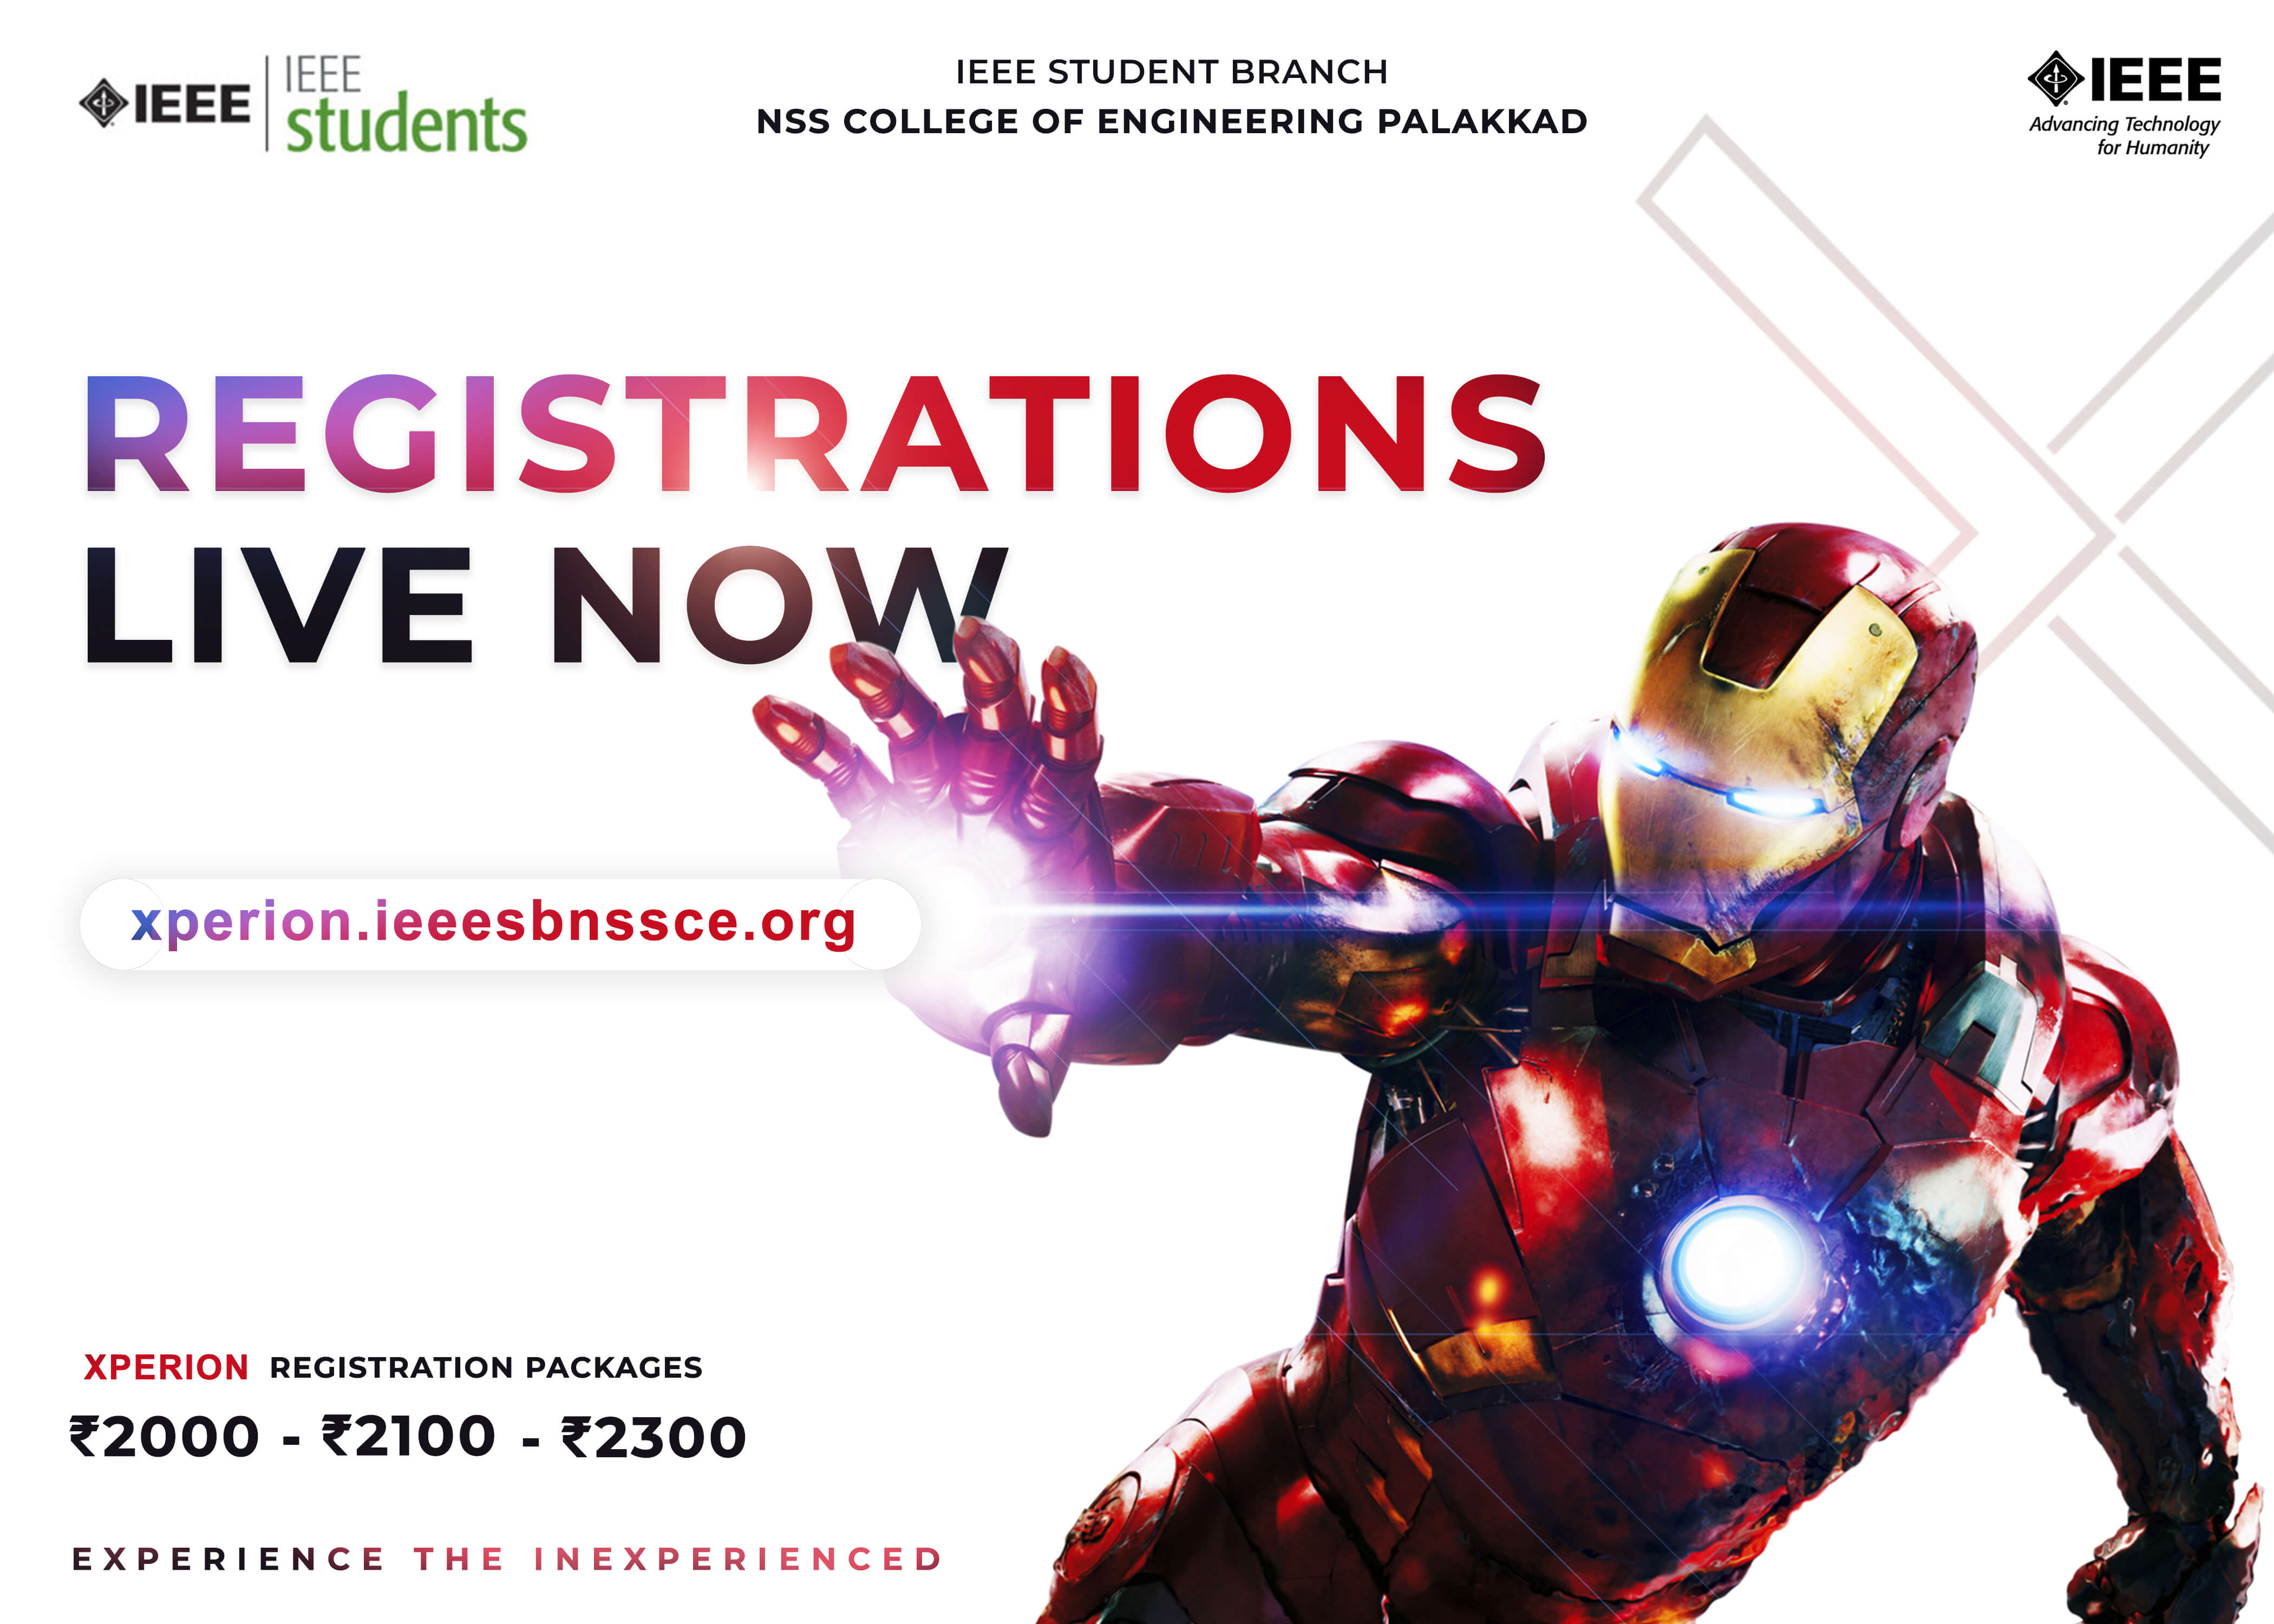 IEEE
IEEE
students
IEEE STUDENT BRANCH
NSS COLLEGE OF ENGINEERING PALAKKAD
IEEE
Advancing Technology
for Humanity
REGISTRATIONS
LIVE NOW
xperion.ieeesbnssce.org
XPERION REGISTRATION PACKAGES
₹2000 - ₹2100 - ₹2300
EXPERIENCE THE INEXPERIENCED